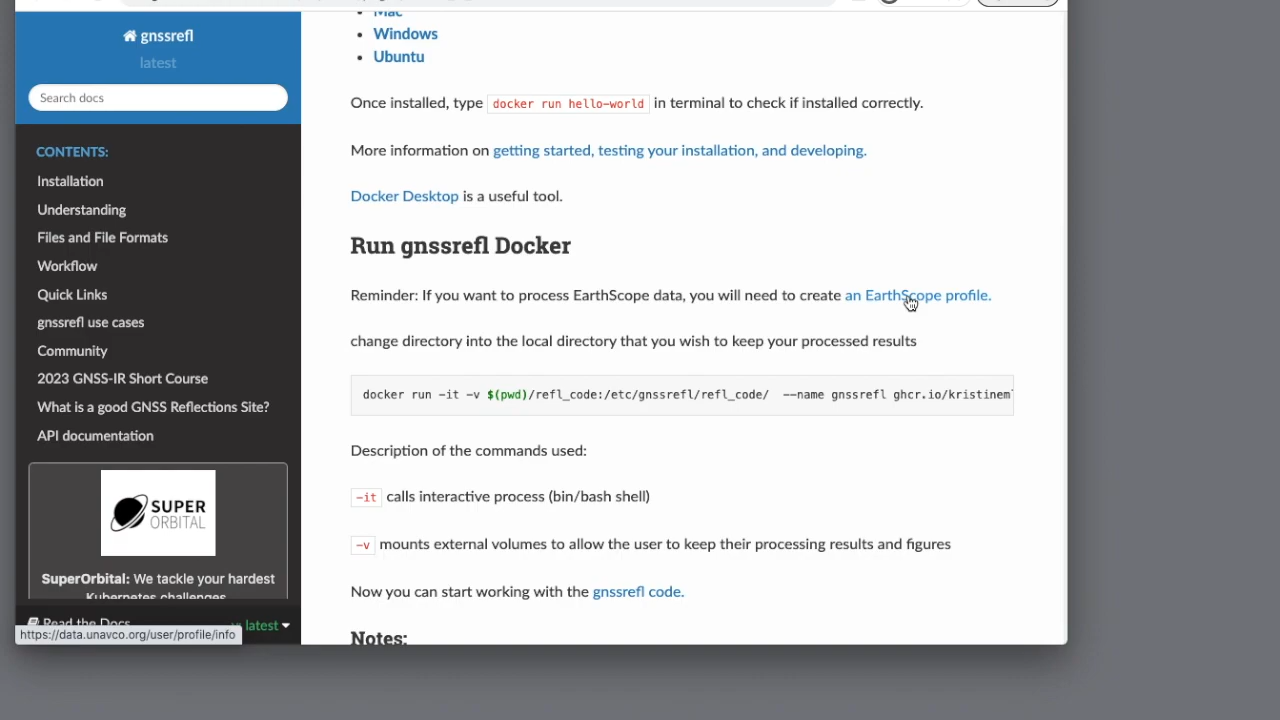 gnssrefl
latest
Search docs
CONTENTS:
Installation
Understanding
Files and File Formats
Workflow
Quick Links
gnssrefl use cases
Community
2023 GNSS-IR Short Course
What is a good GNSS Reflections Site?
API documentation
SUPER
ORBITAL
SuperOrbital: We tackle your hardest
Kubernetes challenges
Read the Docs
v: latest
https://data.unavco.org/user/profile/info
Mac
Windows
Ubuntu
Once installed, type docker run hello-world in terminal to check if installed correctly.
More information on getting started, testing your installation, and developing.
Docker Desktop is a useful tool.
Run gnssrefl Docker
Reminder: If you want to process EarthScope data, you will need to create an EarthScope profile.
change directory into the local directory that you wish to keep your processed results
docker run -it -v $(pwd)/refl_code:/etc/gnssrefl/refl_code/ --name gnssrefl ghcr.io/kristineml
Description of the commands used:
-it calls interactive process (bin/bash shell)
-v mounts external volumes to allow the user to keep their processing results and figures
Now you can start working with the gnssrefl code.
Notes: